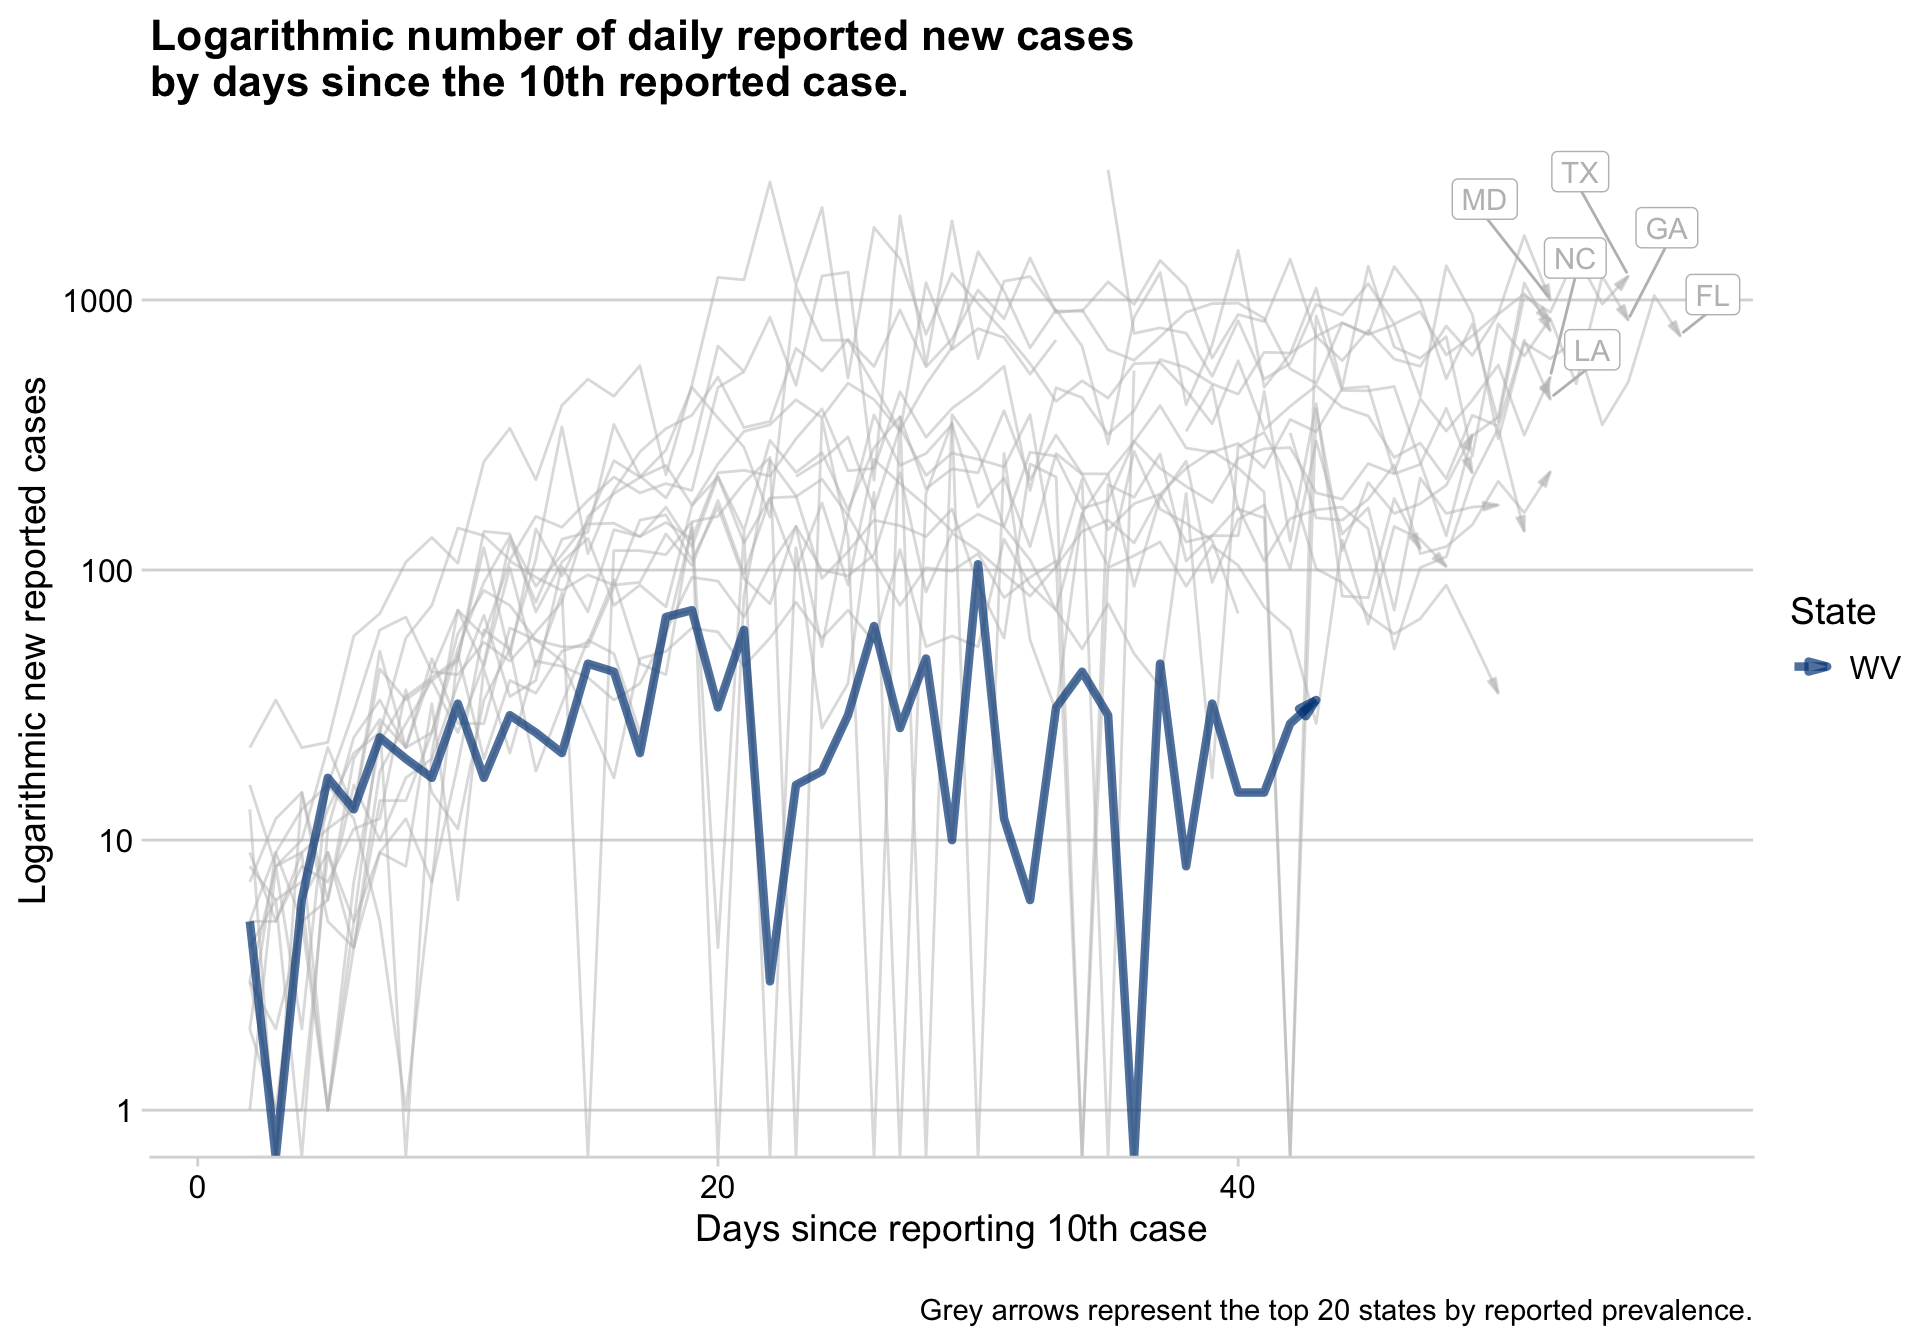 Logarithmic number of daily reported new cases
by days since the 10th reported case.
TX
MD
GA
NC
FL
LA
1000
100
10
1
Logarithmic new reported cases
State
WV
0
20
40
Days since reporting 10th case
Grey arrows represent the top 20 states by reported prevalence.